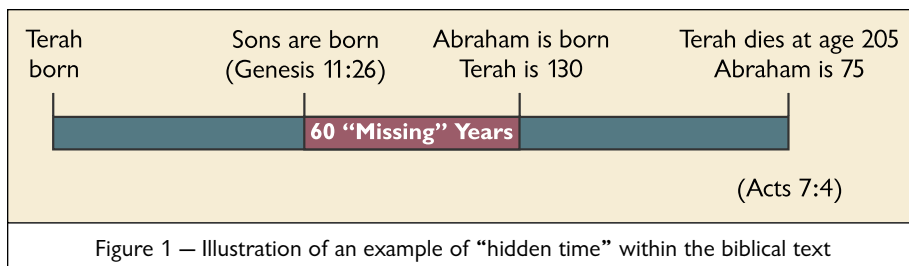 Terah
born
Sons are born
(Genesis 11:26)
Abraham is born
Terah is 130
Terah dies at age 205
Abraham is 75
60 “Missing” Years
(Acts 7:4)
Figure 1 — Illustration of an example of “hidden time” within the biblical text